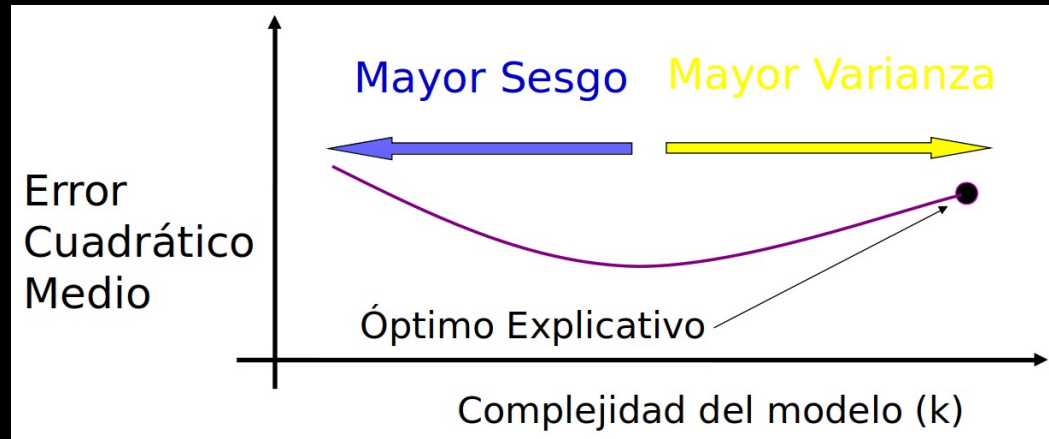 Mayor Sesgo
Mayor Varianza
Error
Cuadrático
Medio
Óptimo Explicativo
Complejidad del modelo (k)